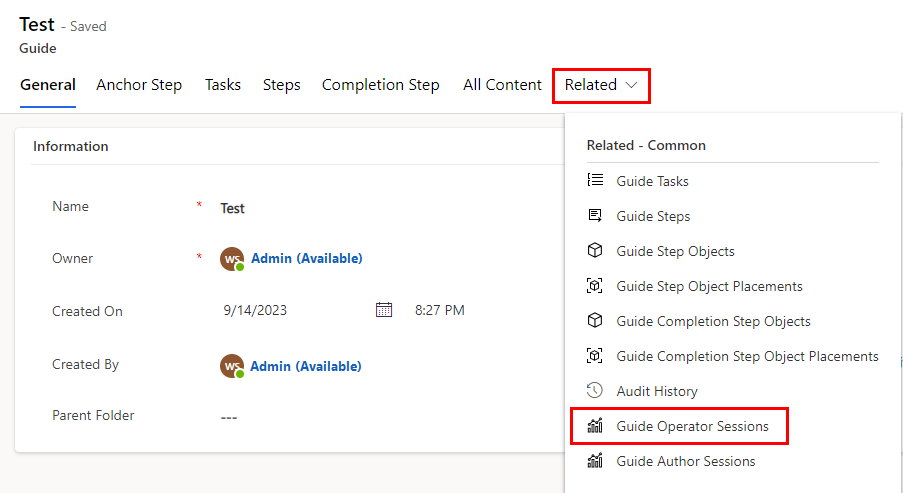 Test - Saved
Guide
General Anchor Step Tasks Steps Completion Step All Content Related
Information
Name * Test
Owner * WS Admin (Available)
Created On 9/14/2023 8:27 PM
Created By WS Admin (Available)
Parent Folder ---
Related - Common
Guide Tasks
Guide Steps
Guide Step Objects
Guide Step Object Placements
Guide Completion Step Objects
Guide Completion Step Object Placements
Audit History
Guide Operator Sessions
Guide Author Sessions